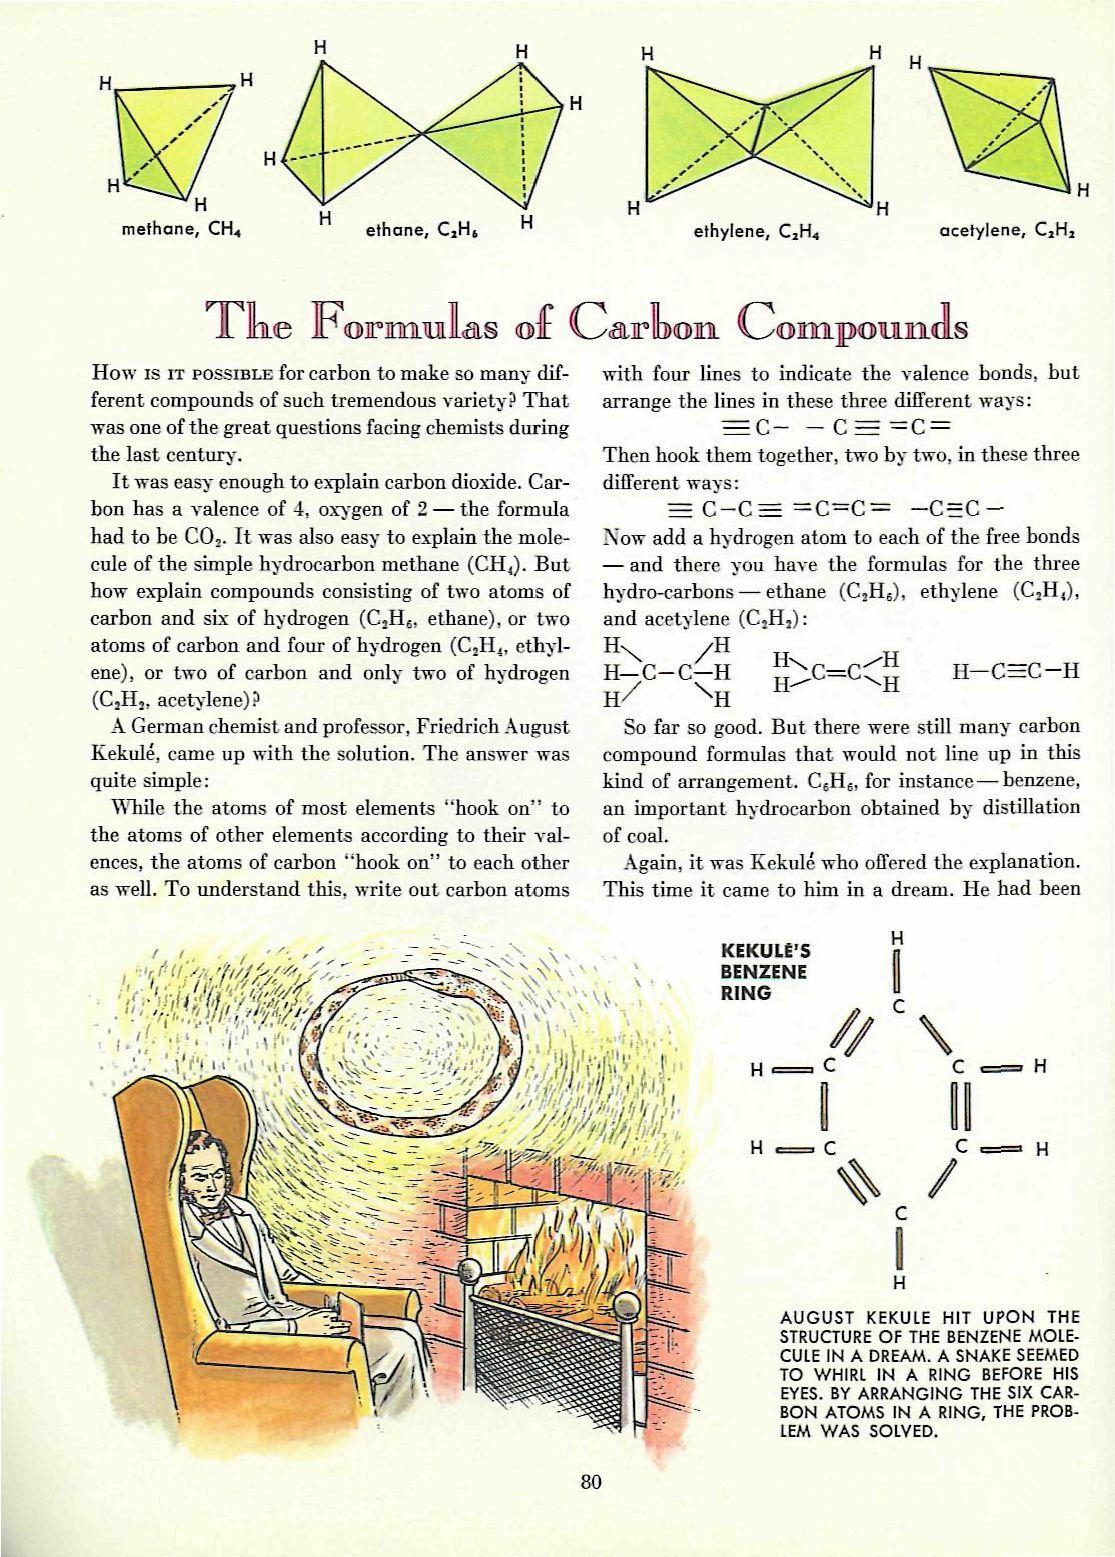 H H H H H H
H H
H H H H H H H H
methane, CH₄ ethane, C₂H₆ ethylene, C₂H₄ acetylene, C₂H₂
The Formulas of Carbon Compounds
HOW IS IT POSSIBLE for carbon to make so many dif-
ferent compounds of such tremendous variety? That
was one of the great questions facing chemists during
the last century.
It was easy enough to explain carbon dioxide. Car-
bon has a valence of 4, oxygen of 2 — the formula
had to be CO₂. It was also easy to explain the mole-
cule of the simple hydrocarbon methane (CH₄). But
how explain compounds consisting of two atoms of
carbon and six of hydrogen (C₂H₆, ethane), or two
atoms of carbon and four of hydrogen (C₂H₄, ethyl-
ene), or two of carbon and only two of hydrogen
(C₂H₂, acetylene)?
A German chemist and professor, Friedrich August
Kekulé, came up with the solution. The answer was
quite simple:
While the atoms of most elements “hook on” to
the atoms of other elements according to their val-
ences, the atoms of carbon “hook on” to each other
as well. To understand this, write out carbon atoms
with four lines to indicate the valence bonds, but
arrange the lines in these three different ways:
≡C– –C≡ =C=
Then hook them together, two by two, in these three
different ways:
≡C–C≡ =C=C= –C≡C–
Now add a hydrogen atom to each of the free bonds
— and there you have the formulas for the three
hydro-carbons — ethane (C₂H₆), ethylene (C₂H₄),
and acetylene (C₂H₂):
H H H H
H–C–C–H C=C H–C≡C–H
H H H H
So far so good. But there were still many carbon
compound formulas that would not line up in this
kind of arrangement. C₆H₆, for instance — benzene,
an important hydrocarbon obtained by distillation
of coal.
Again, it was Kekulé who offered the explanation.
This time it came to him in a dream. He had been
KEKULÉ'S
BENZENE
RING
H
C
H C C H
H C C H
C
H
AUGUST KEKULE HIT UPON THE
STRUCTURE OF THE BENZENE MOLE-
CULE IN A DREAM. A SNAKE SEEMED
TO WHIRL IN A RING BEFORE HIS
EYES. BY ARRANGING THE SIX CAR-
BON ATOMS IN A RING, THE PROB-
LEM WAS SOLVED.
80